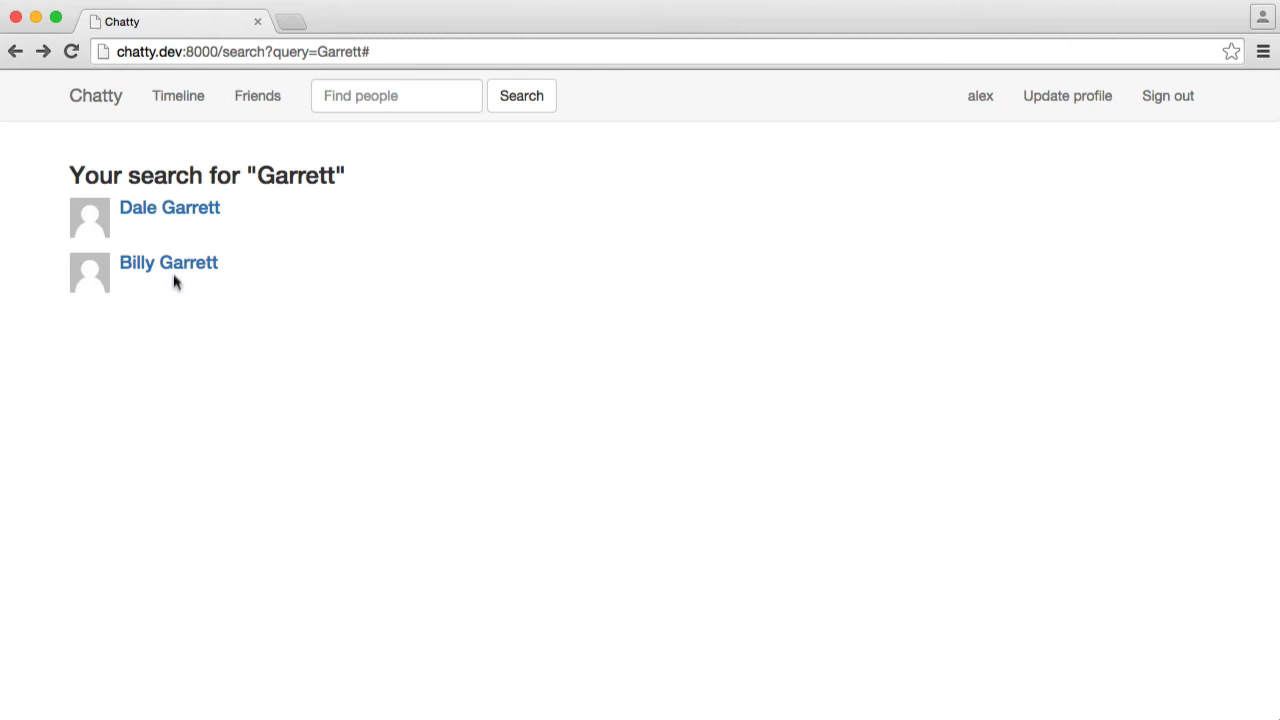 Chatty
chatty.dev:8000/search?query=Garrett#
Chatty Timeline Friends Find people Search alex Update profile Sign out
Your search for "Garrett"
Dale Garrett
Billy Garrett